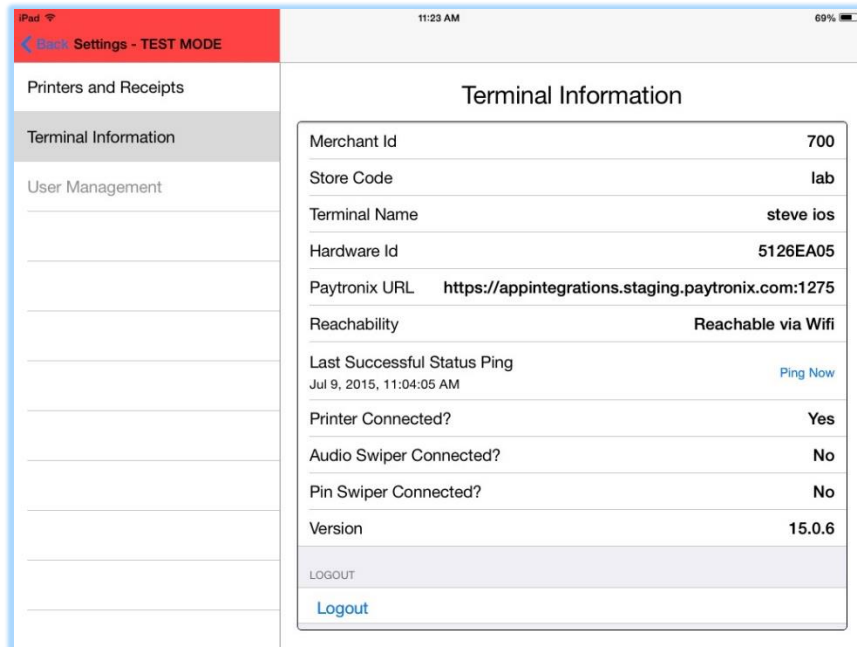 iPad
11:23 AM
69%
Back Settings - TEST MODE
Printers and Receipts
Terminal Information
User Management
Terminal Information
Merchant Id 700
Store Code lab
Terminal Name steve ios
Hardware Id 5126EA05
Paytronix URL https://appintegrations.staging.paytronix.com:1275
Reachability Reachable via Wifi
Last Successful Status Ping
Jul 9, 2015, 11:04:05 AM
Ping Now
Printer Connected? Yes
Audio Swiper Connected? No
Pin Swiper Connected? No
Version 15.0.6
LOGOUT
Logout